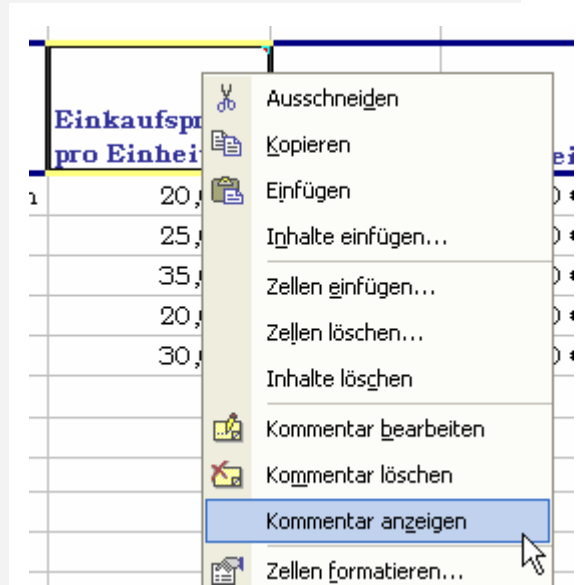 Einkaufspr
pro Einhei
Ausschneiden
Kopieren
Einfügen
Inhalte einfügen...
Zellen einfügen...
Zellen löschen...
Inhalte löschen
Kommentar bearbeiten
Kommentar löschen
Kommentar anzeigen
Zellen formatieren...
20,
25,
35,
20,
30,